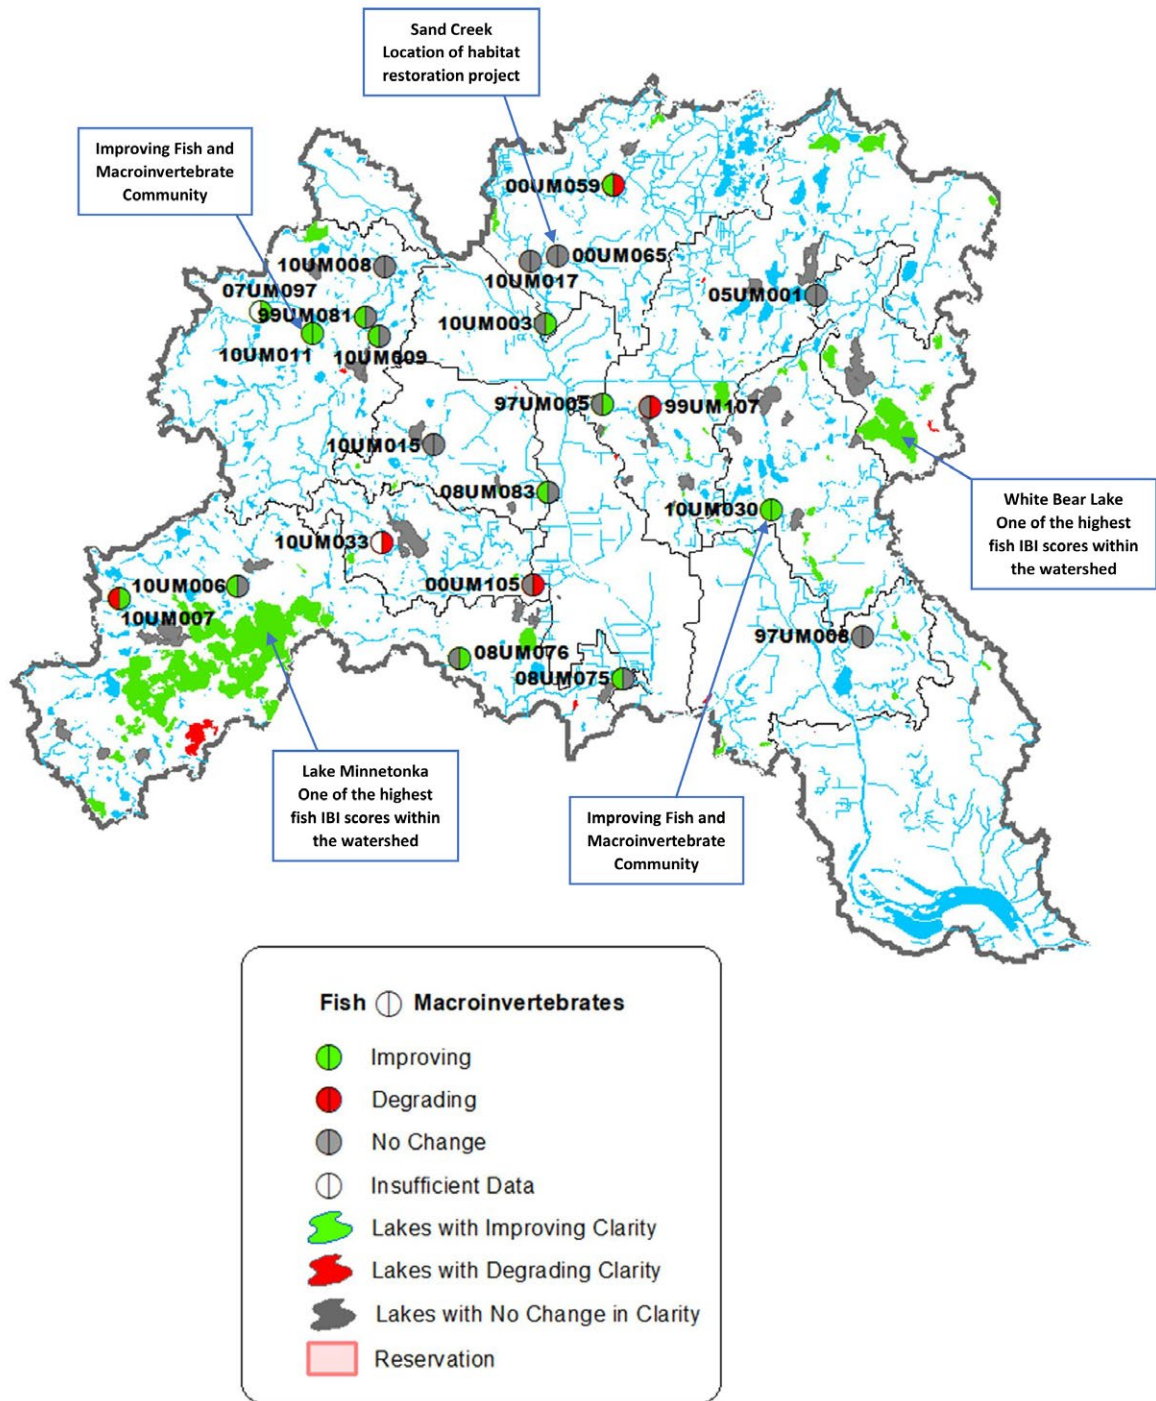 Sand Creek
Location of habitat
restoration project
Improving Fish and
Macroinvertebrate
Community
00UM059
00UM065
10UM017
10UM008
07UM097
99UM081
10UM011
10UM009
10UM003
05UM001
97UM005
99UM107
10UM015
08UM083
10UM030
10UM033
00UM105
10UM006
10UM007
97UM008
08UM076
08UM075
White Bear Lake
One of the highest
fish IBI scores within
the watershed
Lake Minnetonka
One of the highest
fish IBI scores within
the watershed
Improving Fish and
Macroinvertebrate
Community
Fish Macroinvertebrates
Improving
Degrading
No Change
Insufficient Data
Lakes with Improving Clarity
Lakes with Degrading Clarity
Lakes with No Change in Clarity
Reservation